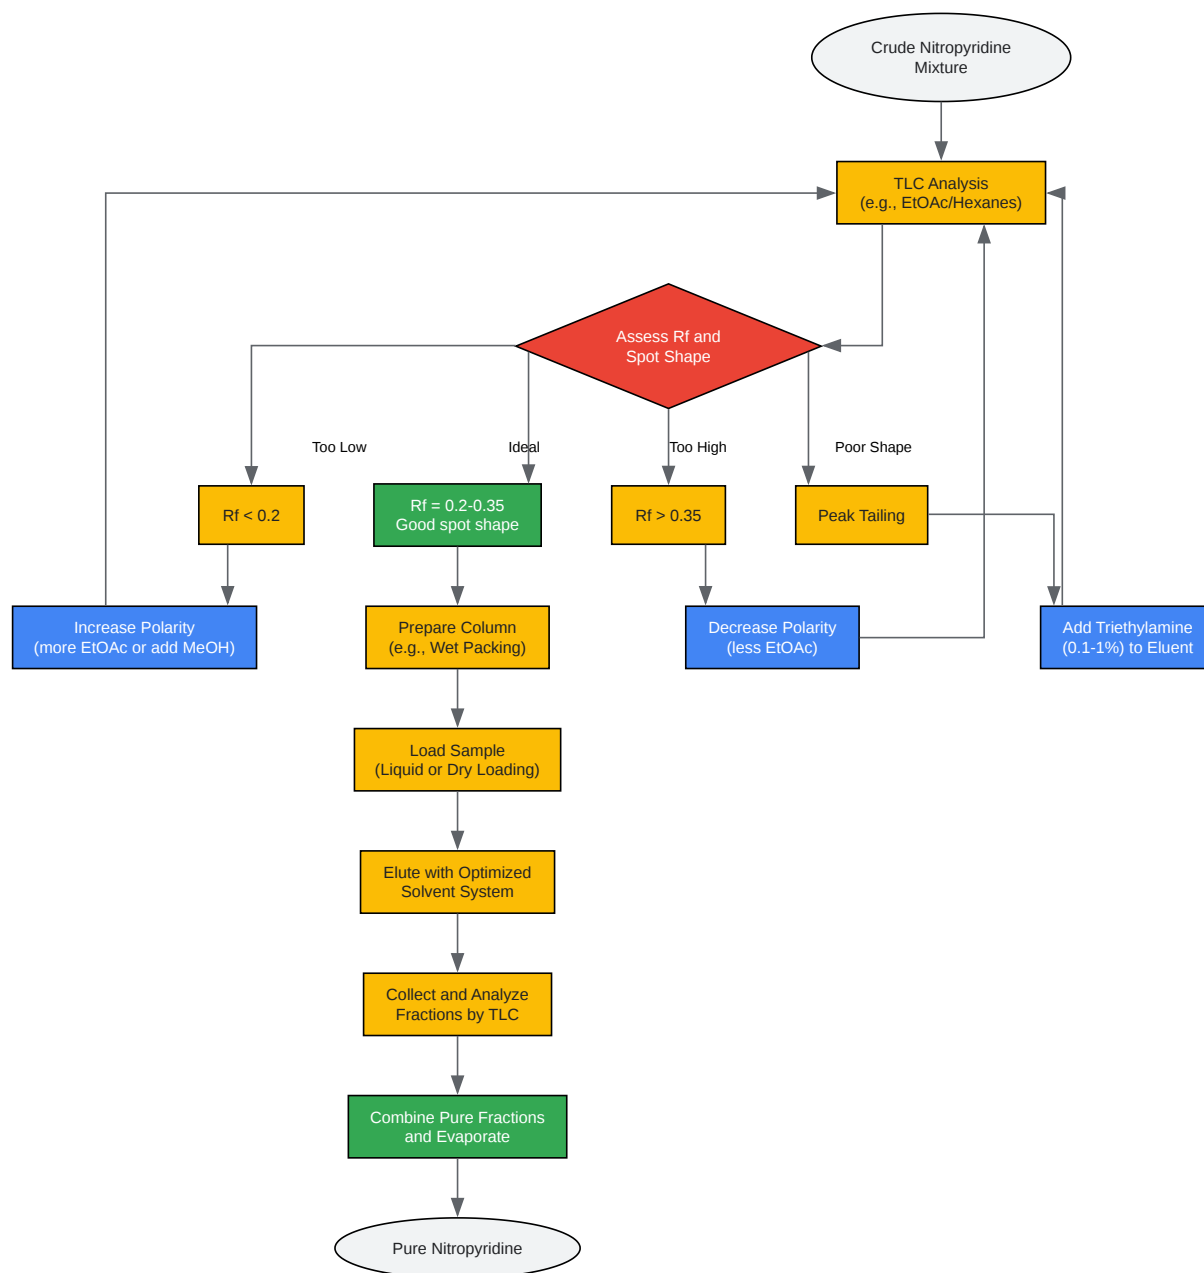 Crude Nitropyridine
Mixture
TLC Analysis
(e.g., EtOAc/Hexanes)
Assess Rf and
Spot Shape
Too Low
Ideal
Too High
Poor Shape
Rf < 0.2
Rf = 0.2-0.35
Good spot shape
Rf > 0.35
Peak Tailing
Increase Polarity
(more EtOAc or add MeOH)
Prepare Column
(e.g., Wet Packing)
Decrease Polarity
(less EtOAc)
Add Triethylamine
(0.1-1%) to Eluent
Load Sample
(Liquid or Dry Loading)
Elute with Optimized
Solvent System
Collect and Analyze
Fractions by TLC
Combine Pure Fractions
and Evaporate
Pure Nitropyridine